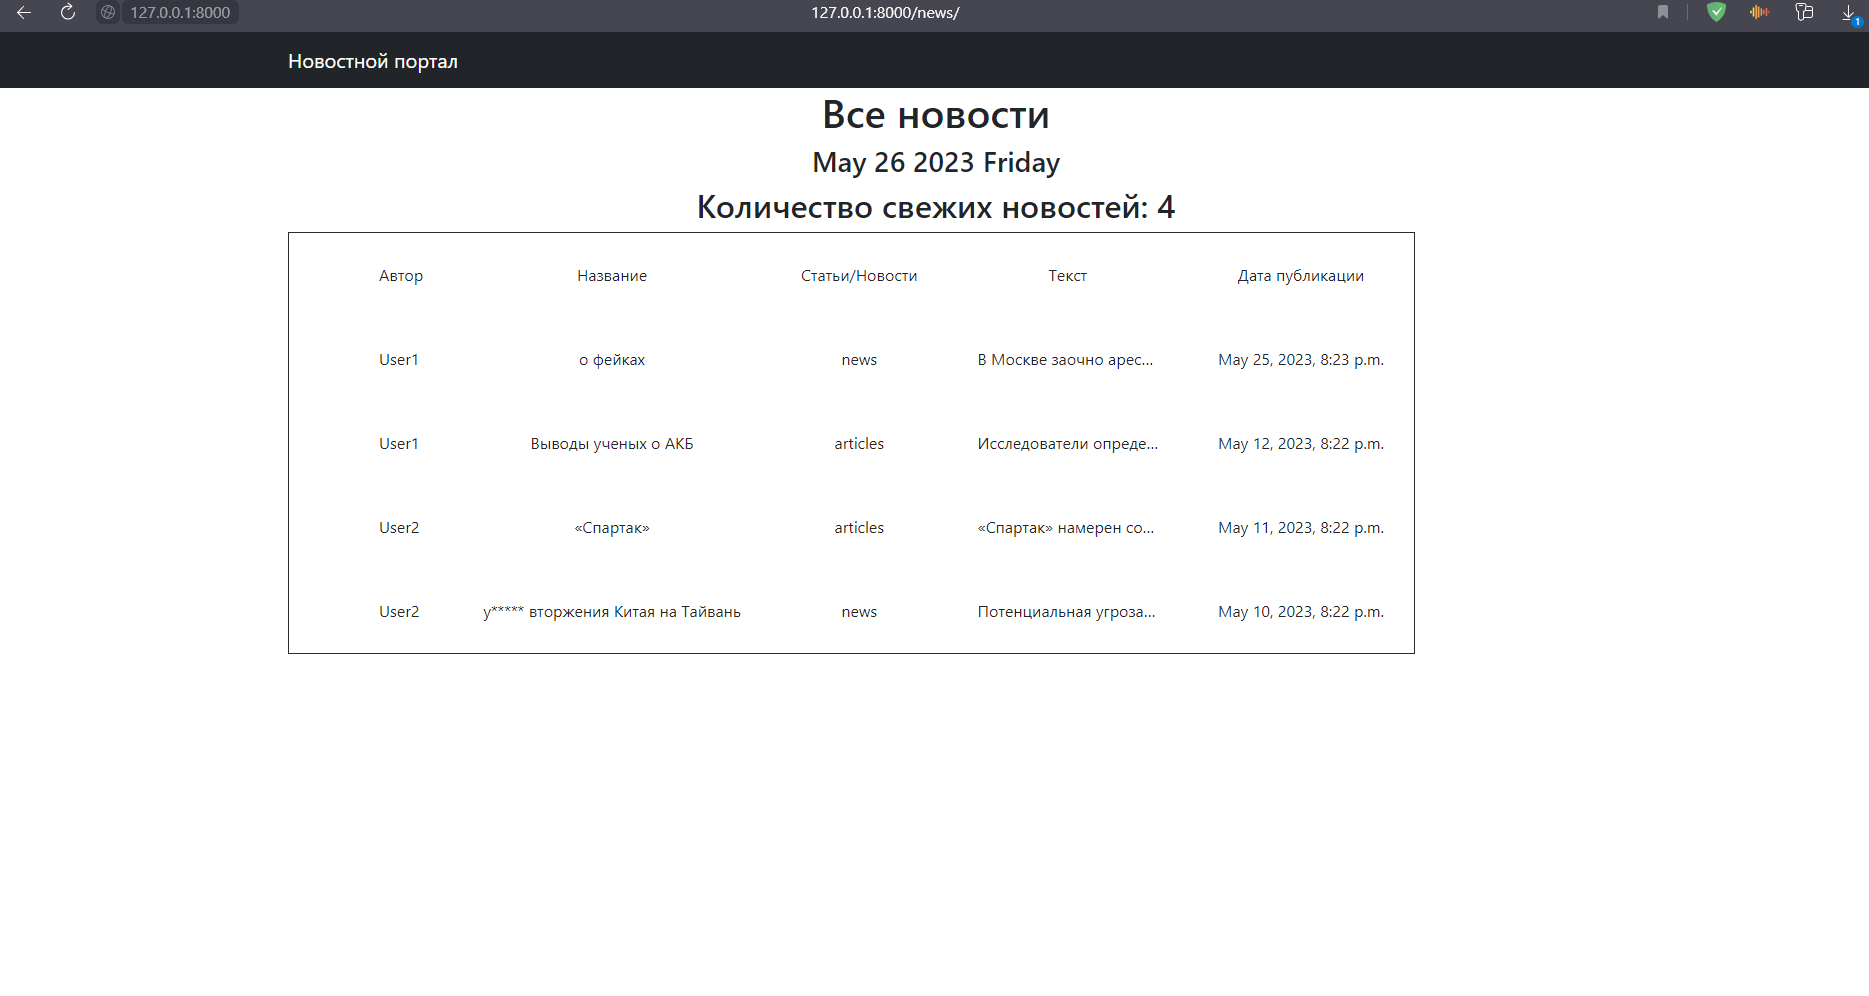 127.0.0.1:8000 127.0.0.1:8000/news/ 1
Новостной портал
Все новости
May 26 2023 Friday
Количество свежих новостей: 4
Автор Название Статьи/Новости Текст Дата публикации
User1 о фейках news В Москве заочно арес... May 25, 2023, 8:23 p.m.
User1 Выводы ученых о АКБ articles Исследователи опреде... May 12, 2023, 8:22 p.m.
User2 «Спартак» articles «Спартак» намерен со... May 11, 2023, 8:22 p.m.
User2 у***** вторжения Китая на Тайвань news Потенциальная угроза... May 10, 2023, 8:22 p.m.